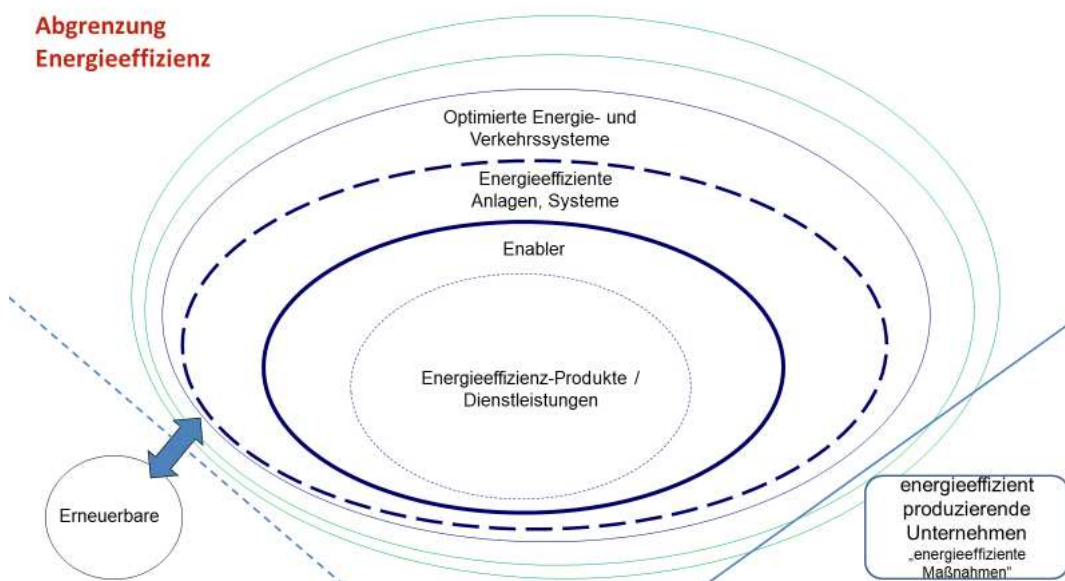 Abgrenzung
Energieeffizienz
Optimierte Energie- und
Verkehrssysteme
Energieeffiziente
Anlagen, Systeme
Enabler
Energieeffizienz-Produkte /
Dienstleistungen
Erneuerbare
energieeffizient
produzierende
Unternehmen
„energieeffiziente
Maßnahmen"